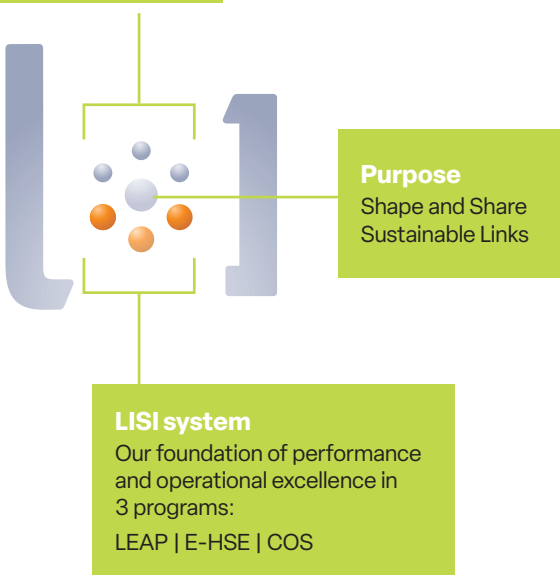 Purpose
Shape and Share
Sustainable Links
LISI system
Our foundation of performance
and operational excellence in
3 programs:
LEAP | E-HSE | COS